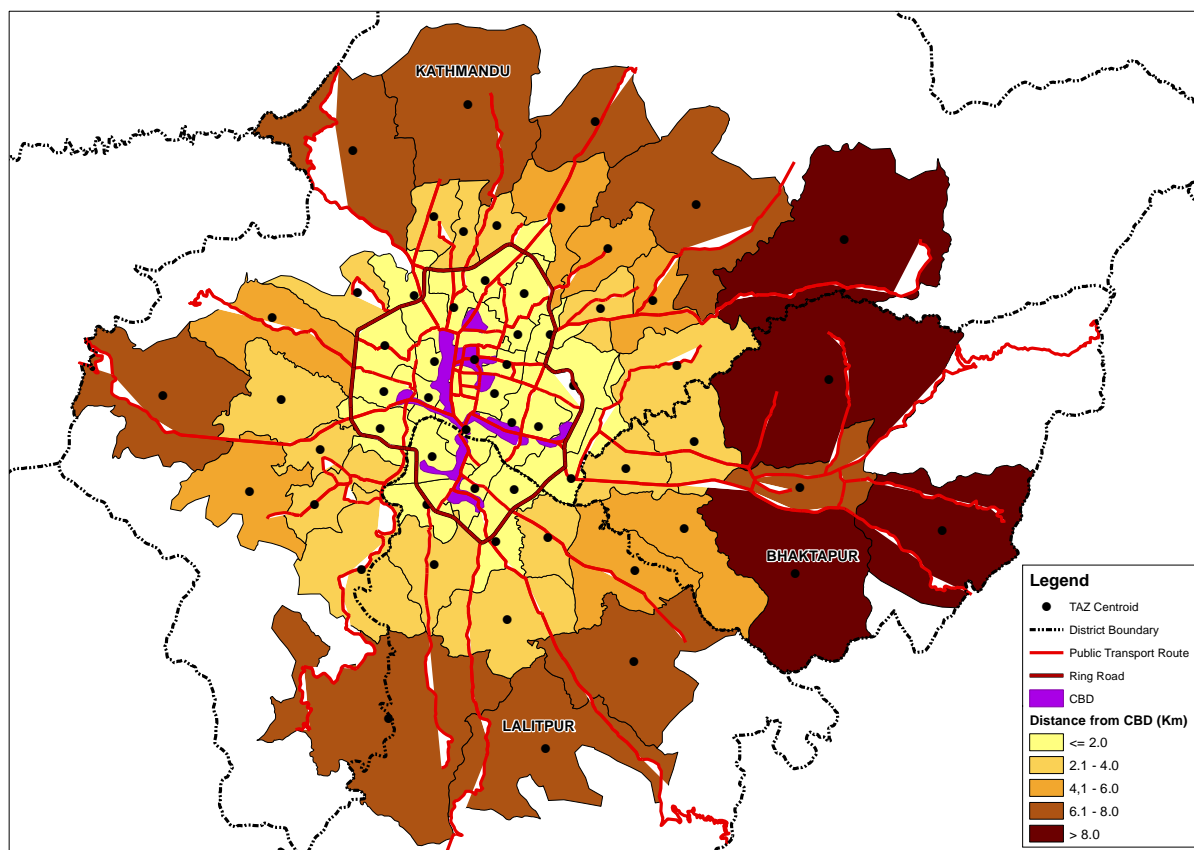 KATHMANDU
BHAKTAPUR
LALITPUR
Legend
TAZ Centroid
District Boundary
Public Transport Route
Ring Road
CBD
Distance from CBD (Km)
<= 2.0
2.1 - 4.0
4,1 - 6.0
6.1 - 8.0
> 8.0